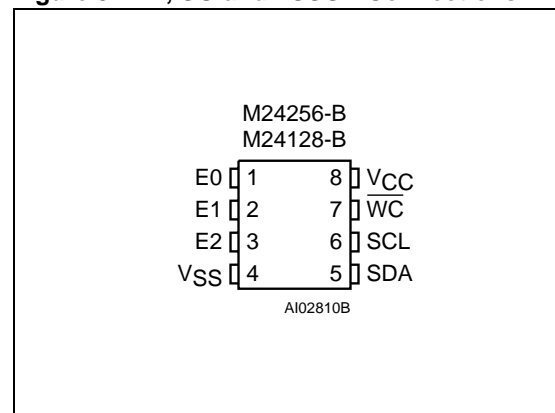 M24256-B
M24128-B
E0 1 8 VCC
E1 2 7 WC
E2 3 6 SCL
VSS 4 5 SDA
AI02810B